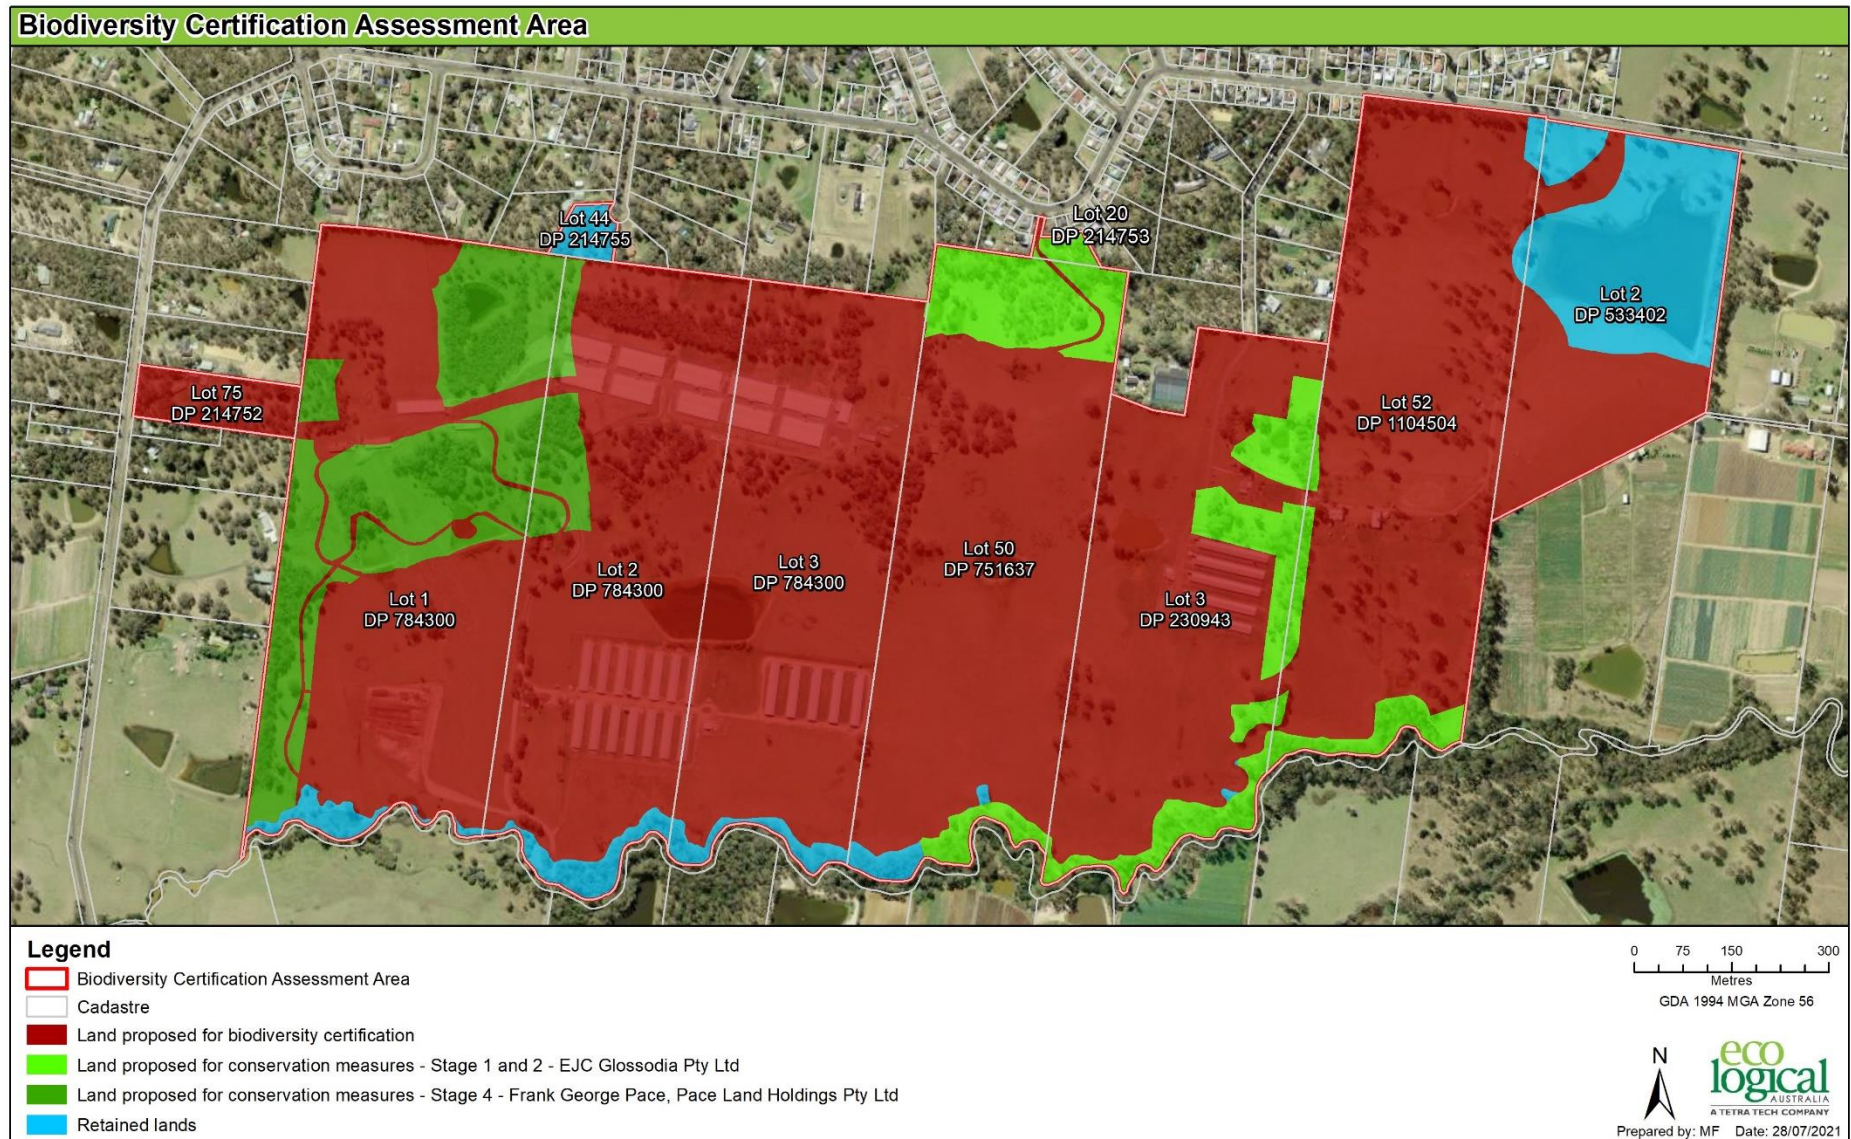 Biodiversity Certification Assessment Area
Lot 44
DP 214755
Lot 20
DP 214753
Lot 2
DP 533402
Lot 75
DP 214752
Lot 52
DP 1104504
Lot 1
DP 784300
Lot 2
DP 784300
Lot 3
DP 784300
Lot 50
DP 751637
Lot 3
DP 230943
Legend
Biodiversity Certification Assessment Area
Cadastre
Land proposed for biodiversity certification
Land proposed for conservation measures - Stage 1 and 2 - EJC Glossodia Pty Ltd
Land proposed for conservation measures - Stage 4 - Frank George Pace, Pace Land Holdings Pty Ltd
Retained lands
0 75 150 300
Metres
GDA 1994 MGA Zone 56
N
eco
logical
AUSTRALIA
A TETRA TECH COMPANY
Prepared by: MF Date: 28/07/2021